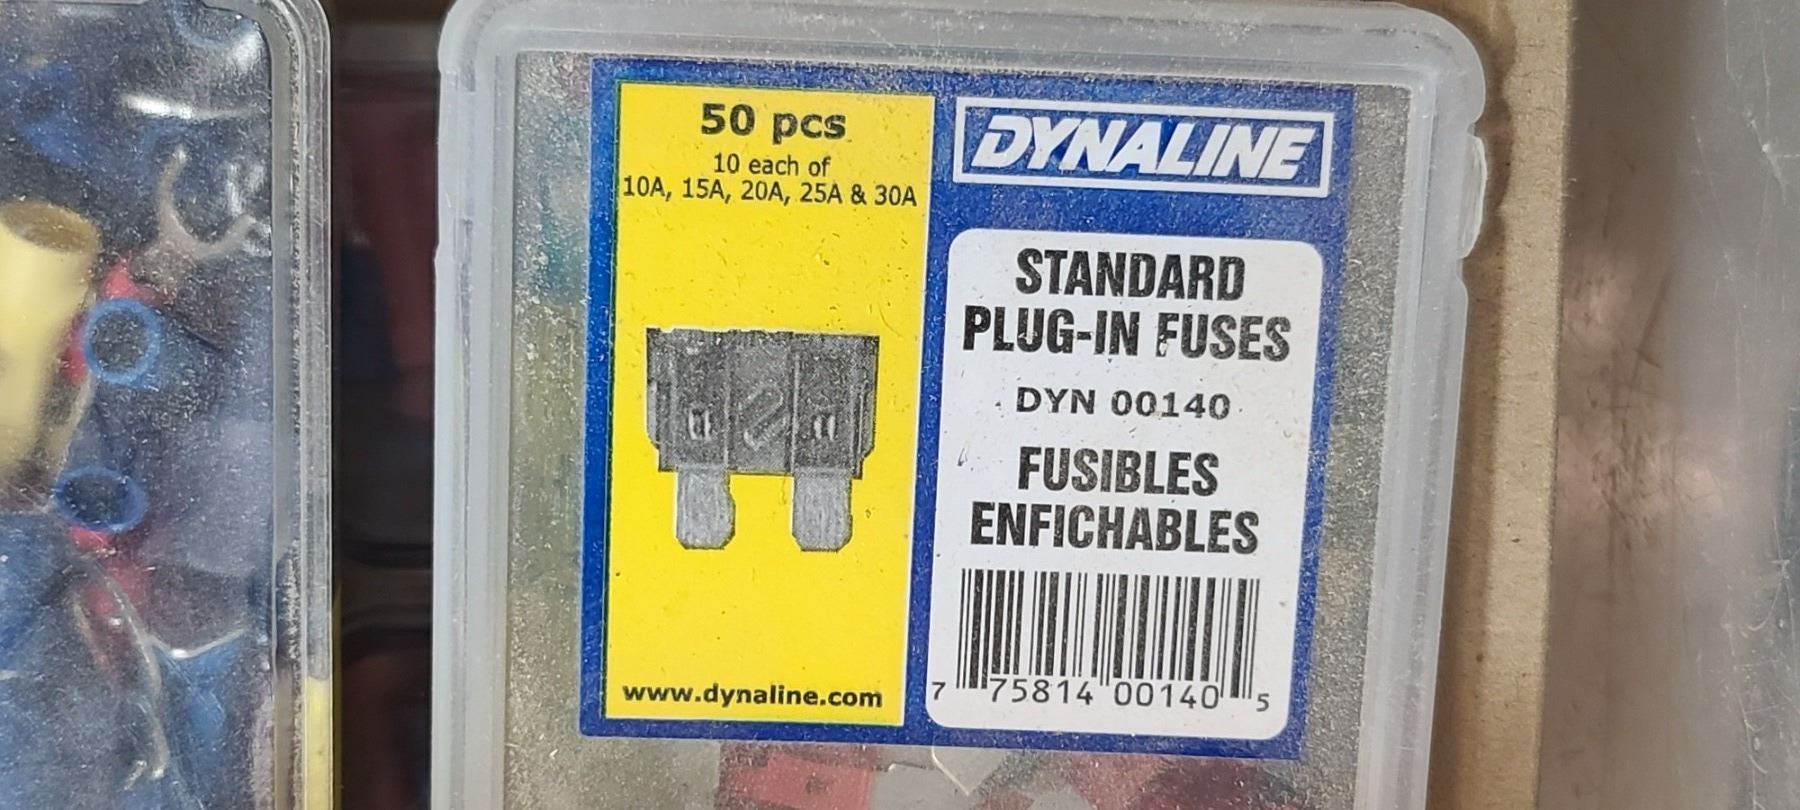 50 pcs
10 each of
10A, 15A, 20A, 25A & 30A
www.dynaline.com
DYNALINE
STANDARD
PLUG-IN FUSES
DYN 00140
FUSIBLES
ENFICHABLES
7 75814 00140 5